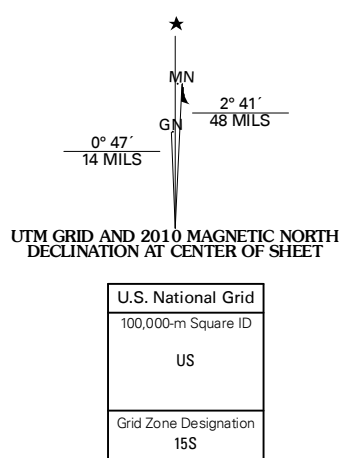 ★
MN
2° 41´
48 MILS
GN
0° 47´
14 MILS
UTM GRID AND 2010 MAGNETIC NORTH
DECLINATION AT CENTER OF SHEET
U.S. National Grid
100,000-m Square ID
US
Grid Zone Designation
15S